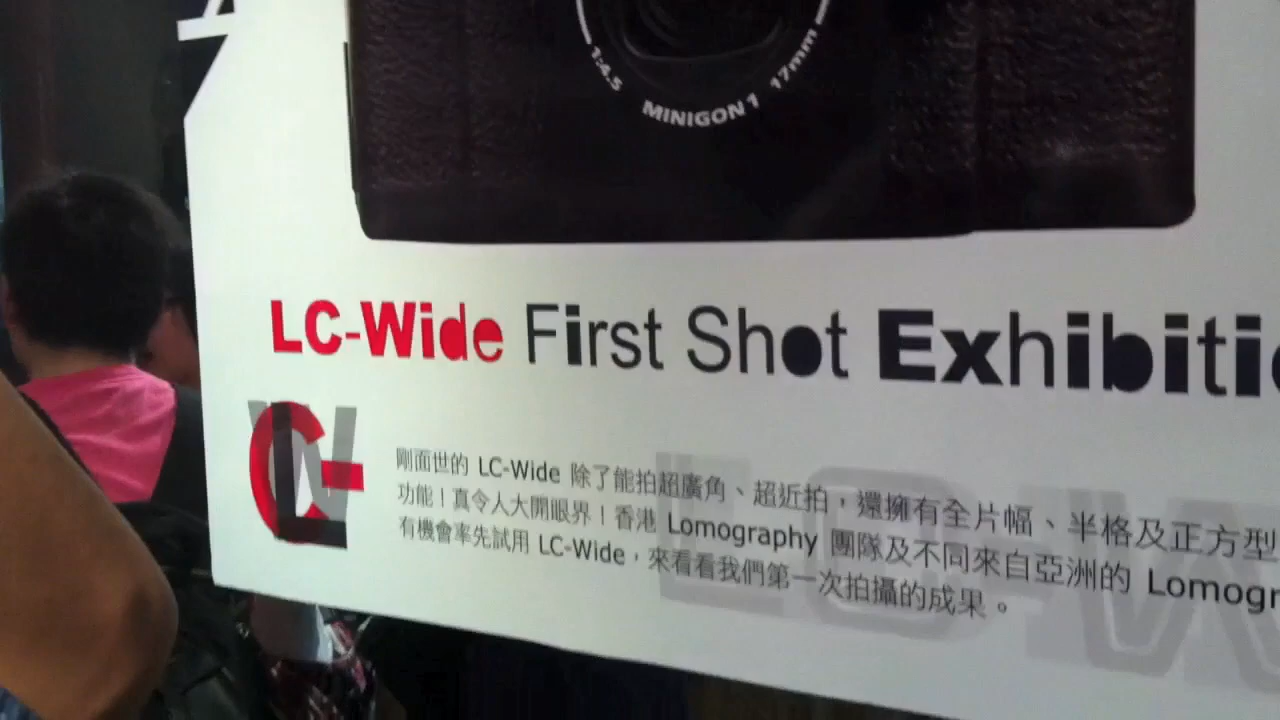 1:4.5 MINIGON 1 17mm
LC-Wide First Shot Exhibiti
剛面世的 LC-Wide 除了能拍超廣角、超近拍，還擁有全片幅、半格及正方型
功能！真令人大開眼界！香港 Lomography 團隊及不同來自亞洲的 Lomogr
有機會率先試用 LC-Wide，來看看我們第一次拍攝的成果。
LC-W